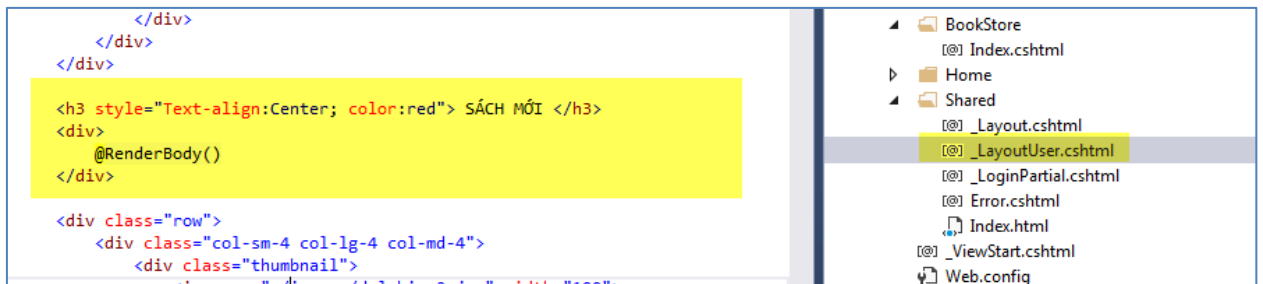 </div>
</div>
</div>
<h3 style="Text-align:Center; color:red"> SÁCH MỚI </h3>
<div>
@RenderBody()
</div>
<div class="row">
<div class="col-sm-4 col-lg-4 col-md-4">
<div class="thumbnail">
BookStore
[@] Index.cshtml
Home
Shared
[@] _Layout.cshtml
[@] _LayoutUser.cshtml
[@] _LoginPartial.cshtml
[@] Error.cshtml
Index.html
[@] _ViewStart.cshtml
Web.config